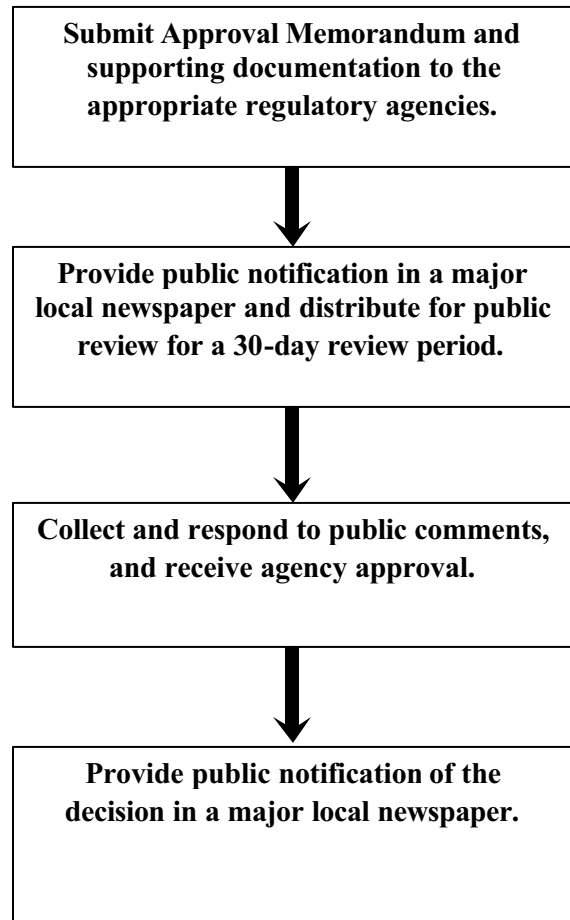 Submit Approval Memorandum and
supporting documentation to the
appropriate regulatory agencies.
Provide public notification in a major
local newspaper and distribute for public
review for a 30-day review period.
Collect and respond to public comments,
and receive agency approval.
Provide public notification of the
decision in a major local newspaper.